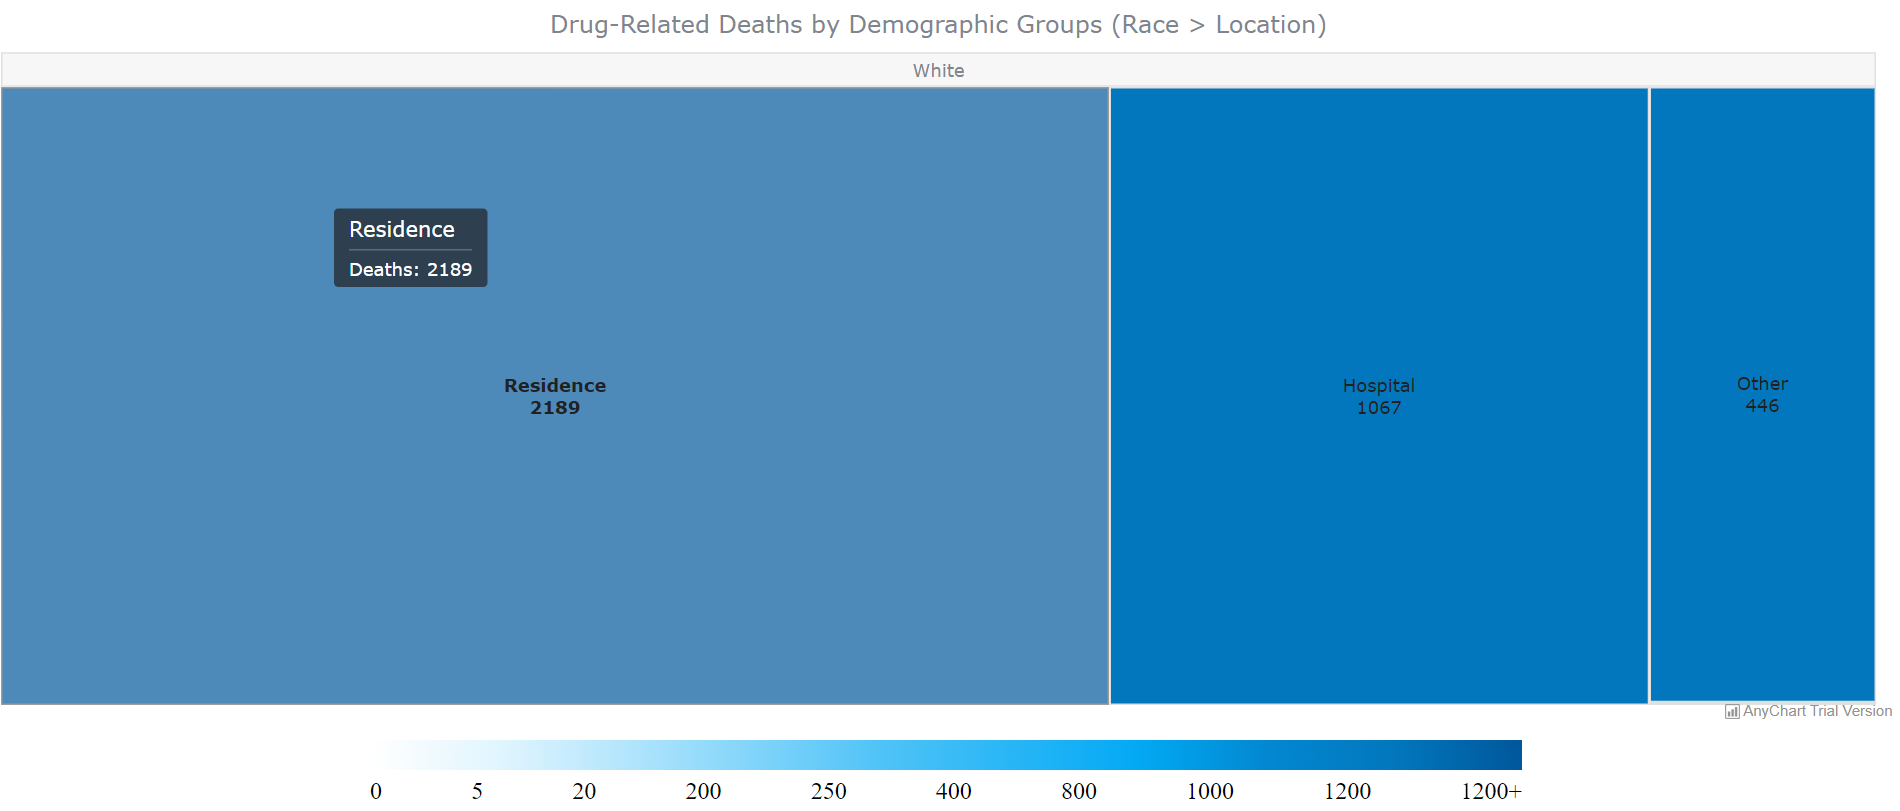 Drug-Related Deaths by Demographic Groups (Race > Location)
White
Residence
Deaths: 2189
Residence
2189
Hospital
1067
Other
446
AnyChart Trial Version
0 5 20 200 250 400 800 1000 1200 1200+